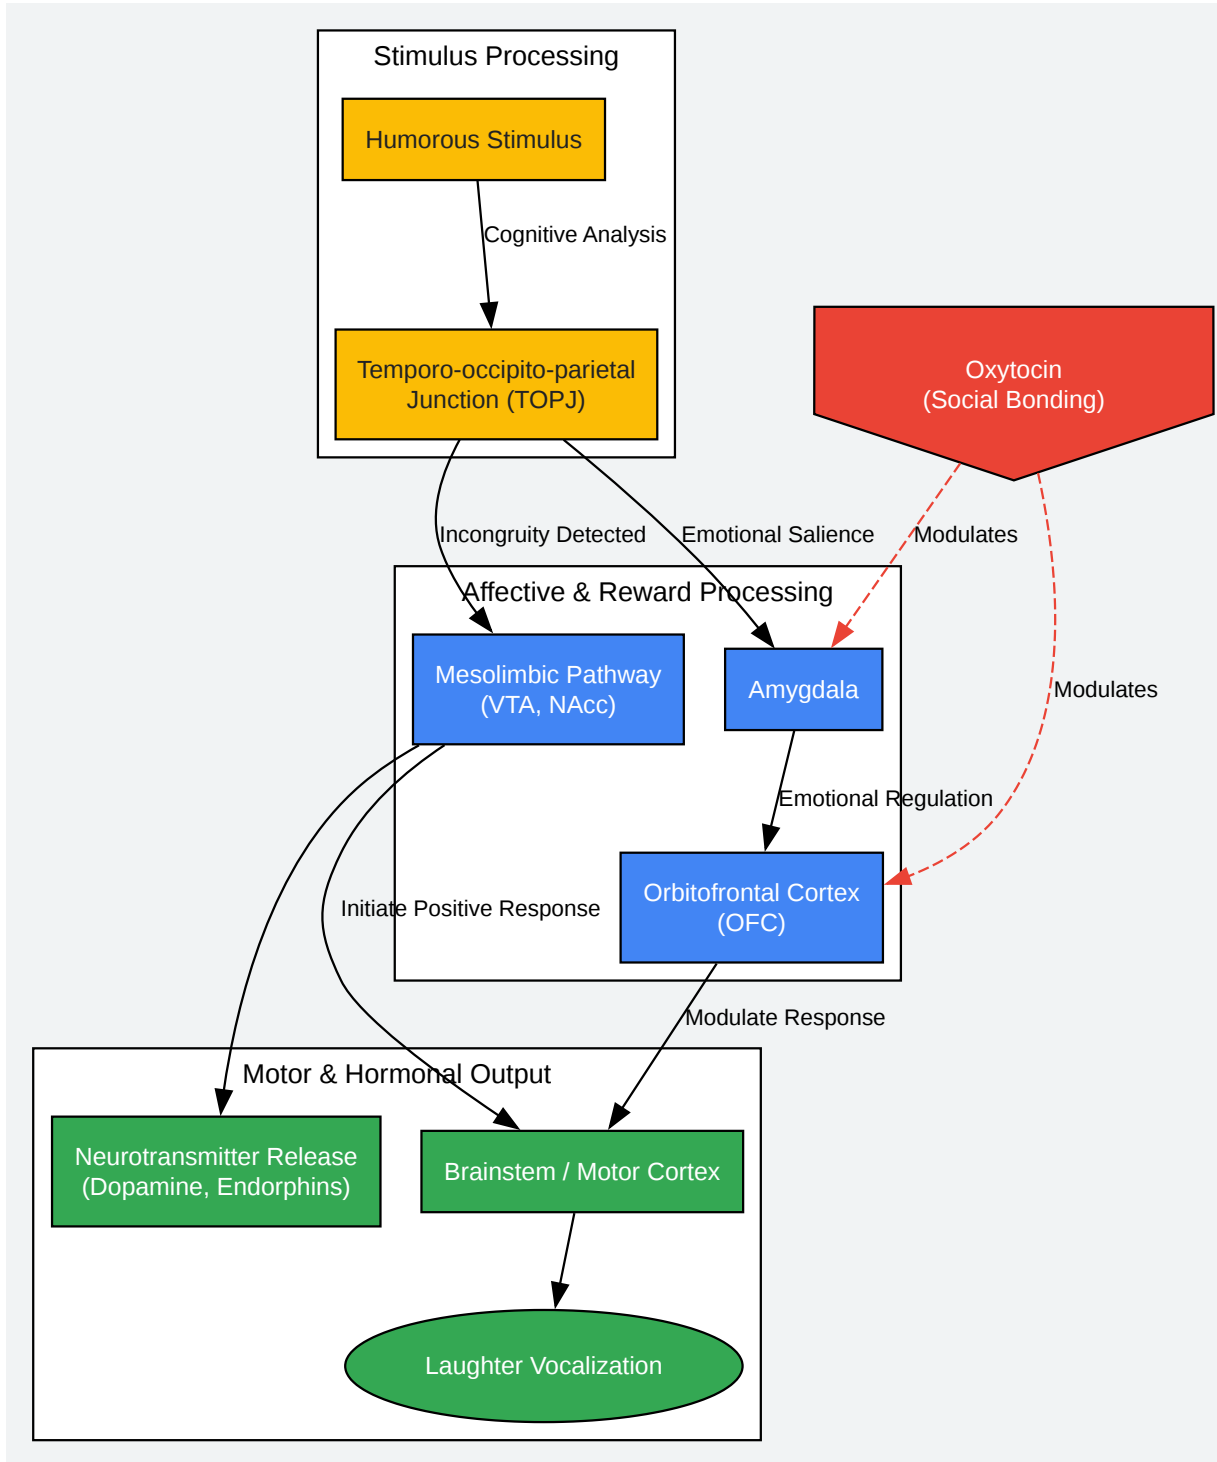 Stimulus Processing
Humorous Stimulus
Cognitive Analysis
Temporo-occipito-parietal
Junction (TOPJ)
Oxytocin
(Social Bonding)
Incongruity Detected
Emotional Salience
Modulates
Affective & Reward Processing
Mesolimbic Pathway
(VTA, NAcc)
Amygdala
Modulates
Emotional Regulation
Orbitofrontal Cortex
(OFC)
Initiate Positive Response
Modulate Response
Motor & Hormonal Output
Neurotransmitter Release
(Dopamine, Endorphins)
Brainstem / Motor Cortex
Laughter Vocalization